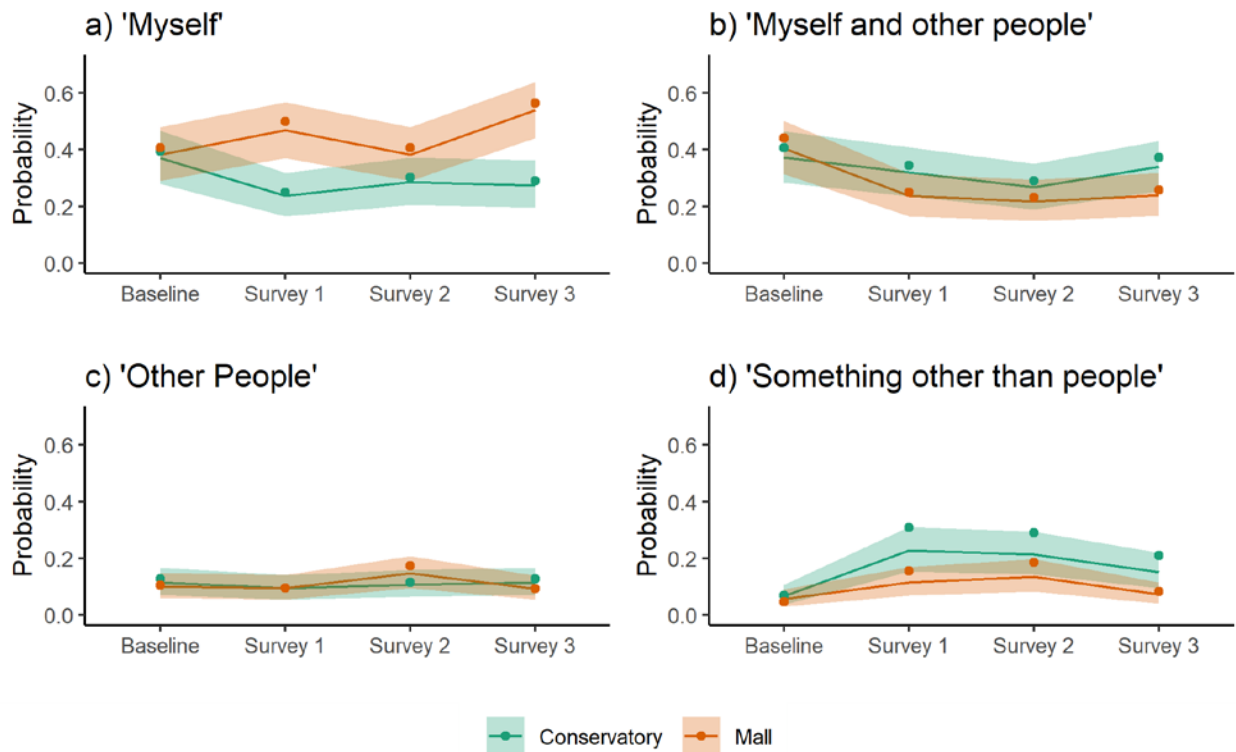 a) 'Myself'
Probability
0.6
0.4
0.2
0.0
Baseline Survey 1 Survey 2 Survey 3
b) 'Myself and other people'
Probability
0.6
0.4
0.2
0.0
Baseline Survey 1 Survey 2 Survey 3
c) 'Other People'
Probability
0.6
0.4
0.2
0.0
Baseline Survey 1 Survey 2 Survey 3
d) 'Something other than people'
Probability
0.6
0.4
0.2
0.0
Baseline Survey 1 Survey 2 Survey 3
Conservatory Mall